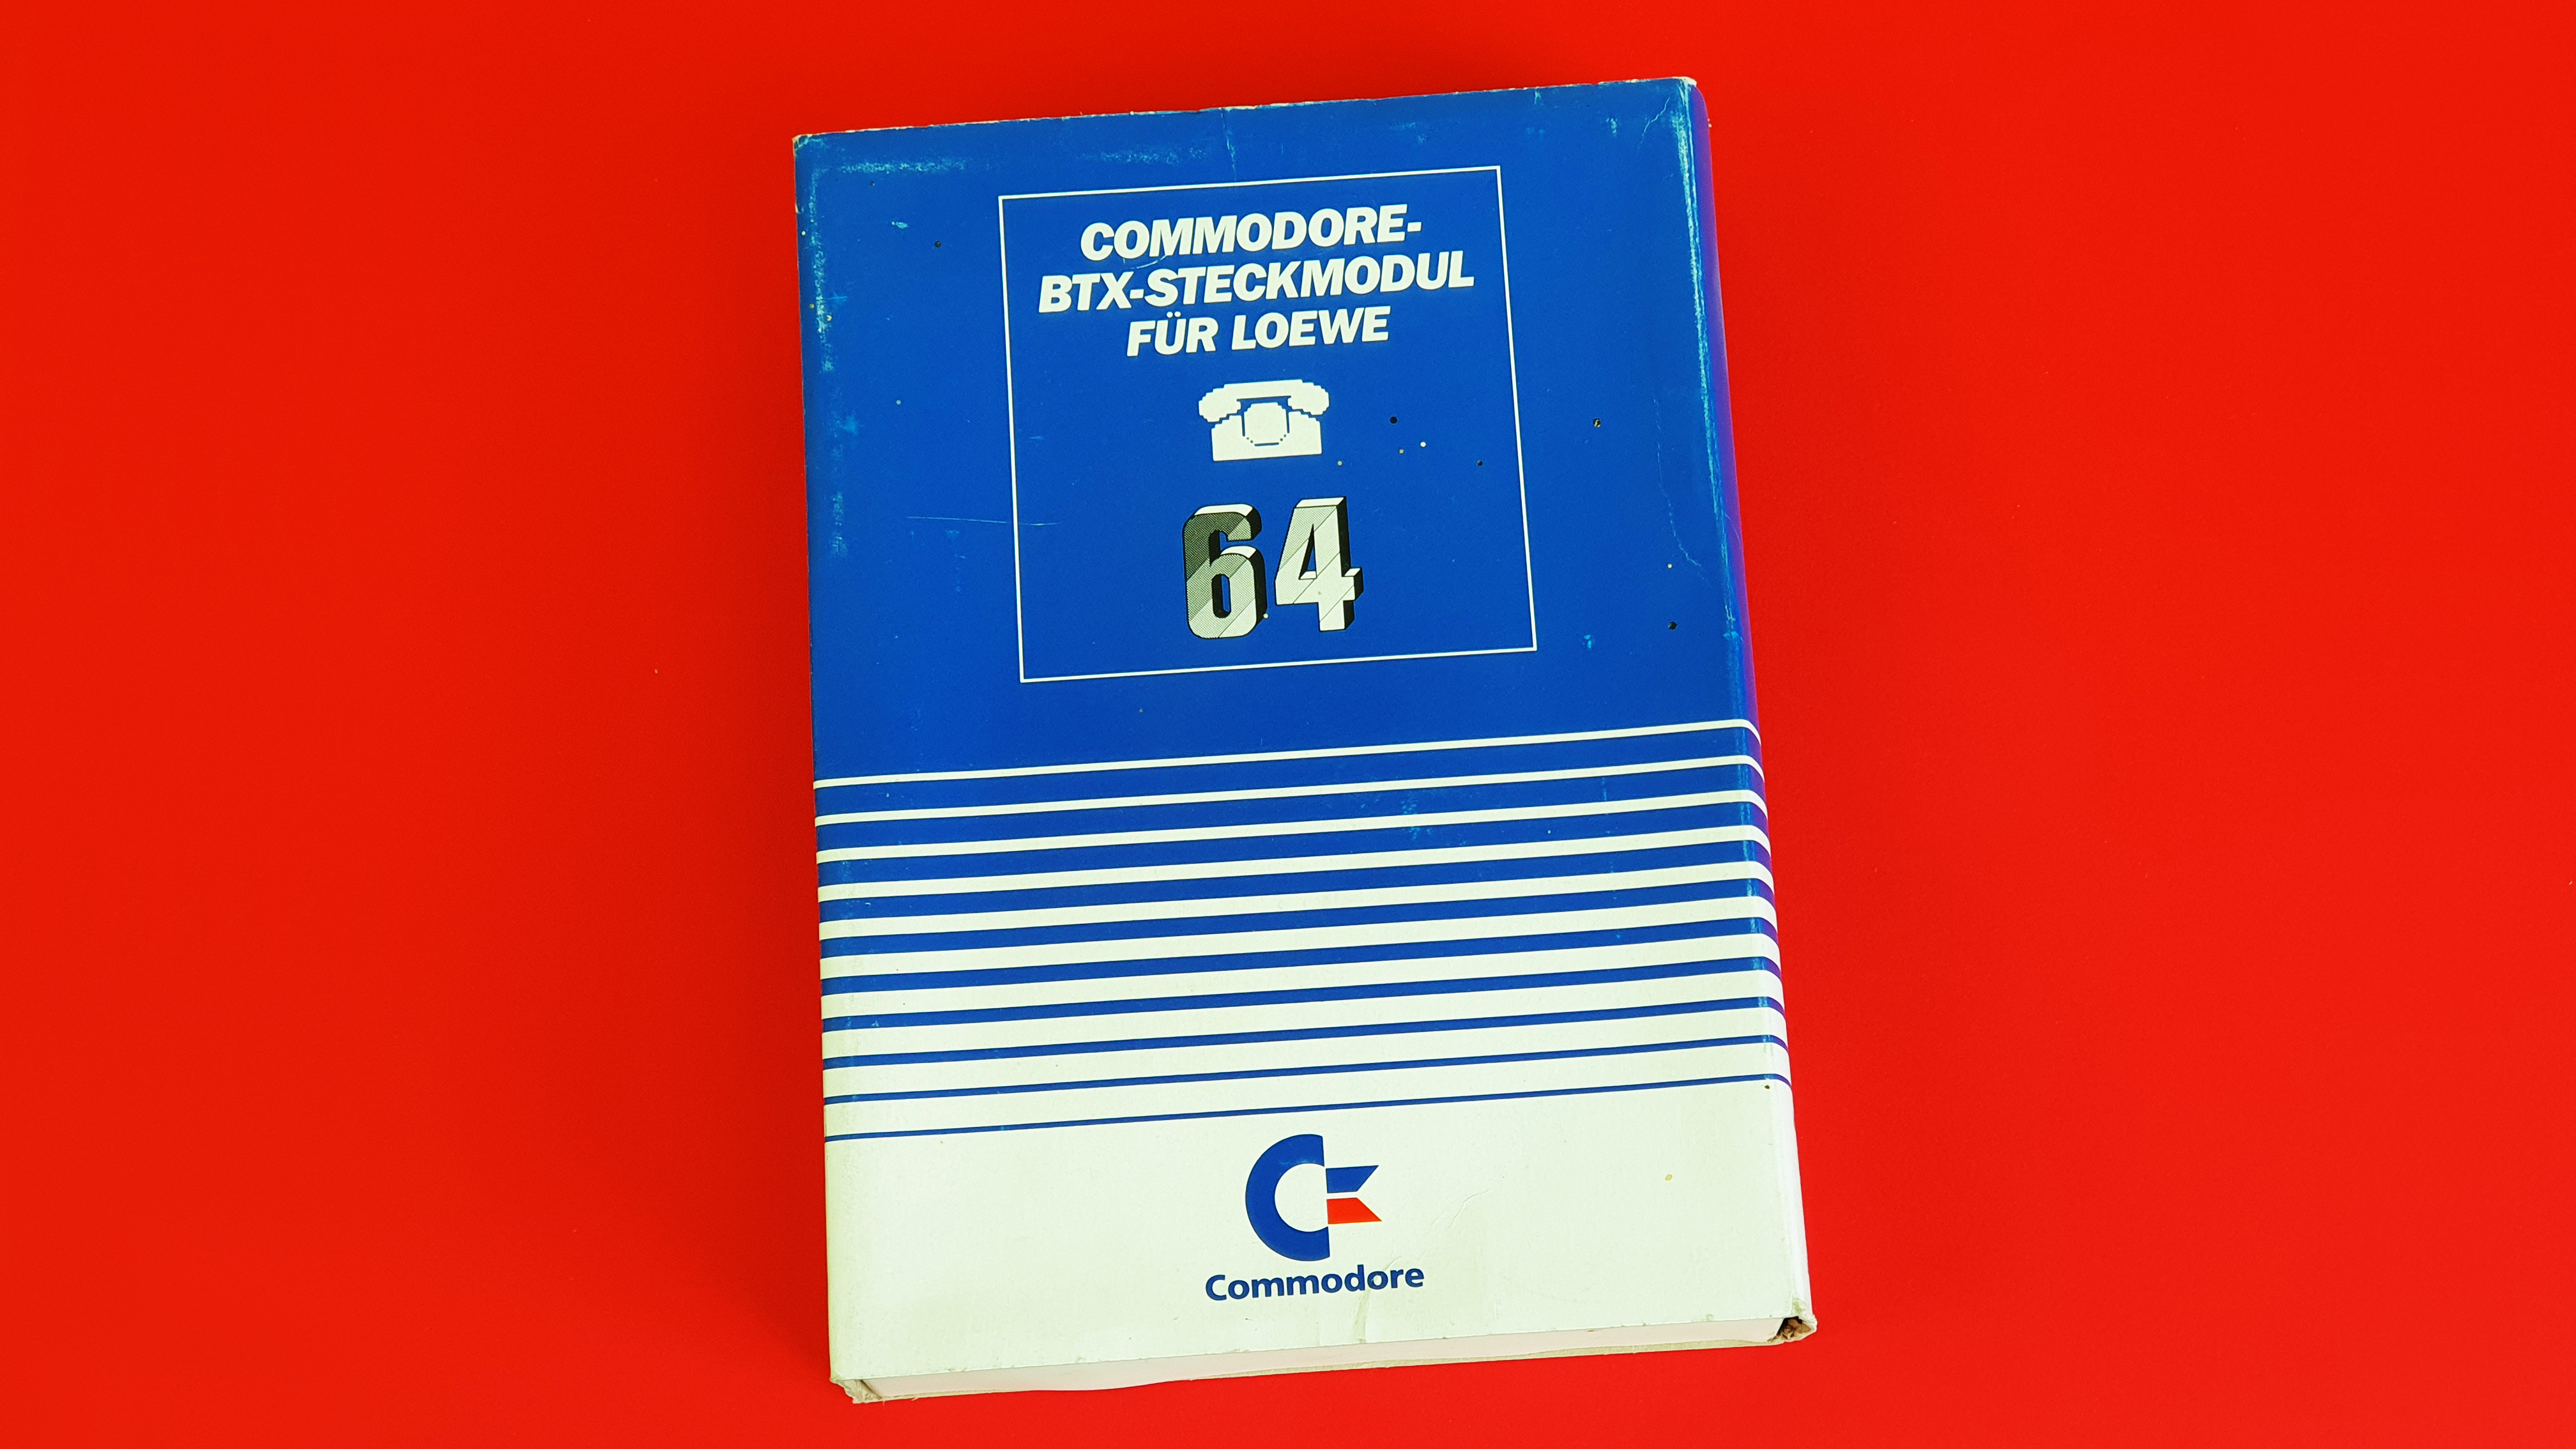 COMMODORE-
BTX-STECKMODUL
FÜR LOEWE
64
Commodore